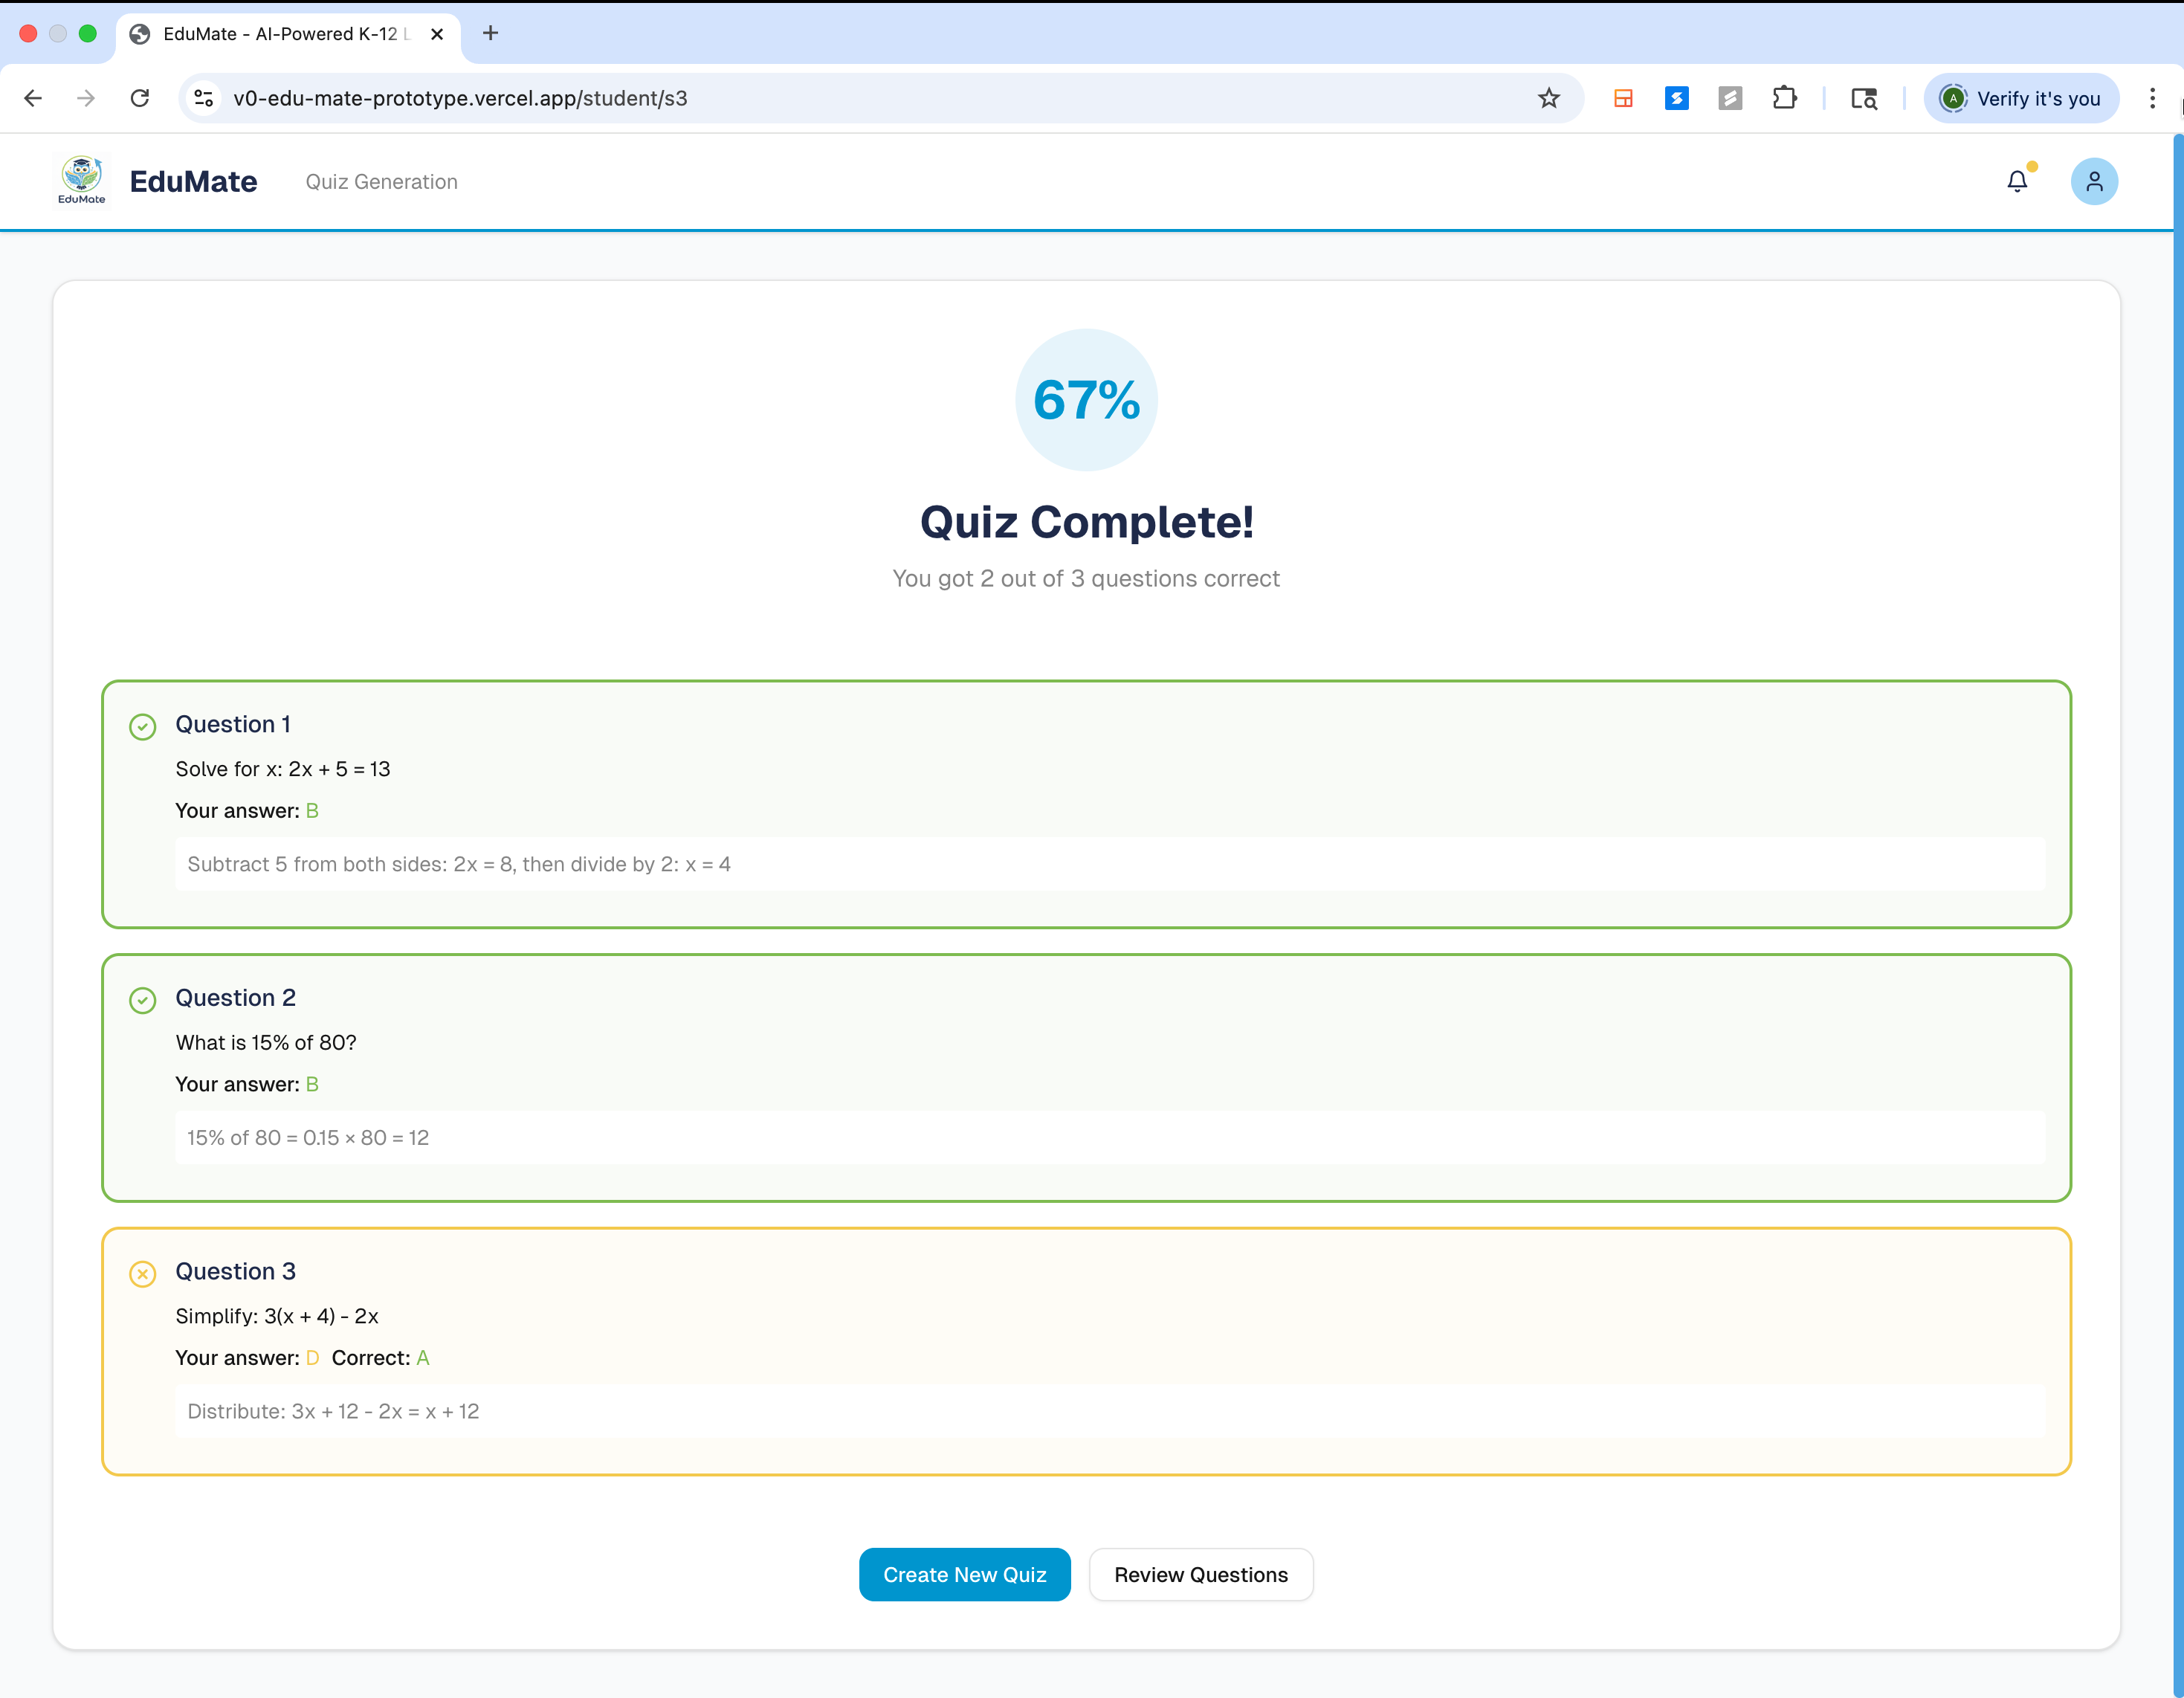 EduMate - AI-Powered K-12 L
v0-edu-mate-prototype.vercel.app/student/s3
A
Verify it's you
EduMate
EduMate
Quiz Generation
67%
Quiz Complete!
You got 2 out of 3 questions correct
Question 1
Solve for x: 2x + 5 = 13
Your answer: B
Subtract 5 from both sides: 2x = 8, then divide by 2: x = 4
Question 2
What is 15% of 80?
Your answer: B
15% of 80 = 0.15 × 80 = 12
Question 3
Simplify: 3(x + 4) - 2x
Your answer: D Correct: A
Distribute: 3x + 12 - 2x = x + 12
Create New Quiz
Review Questions